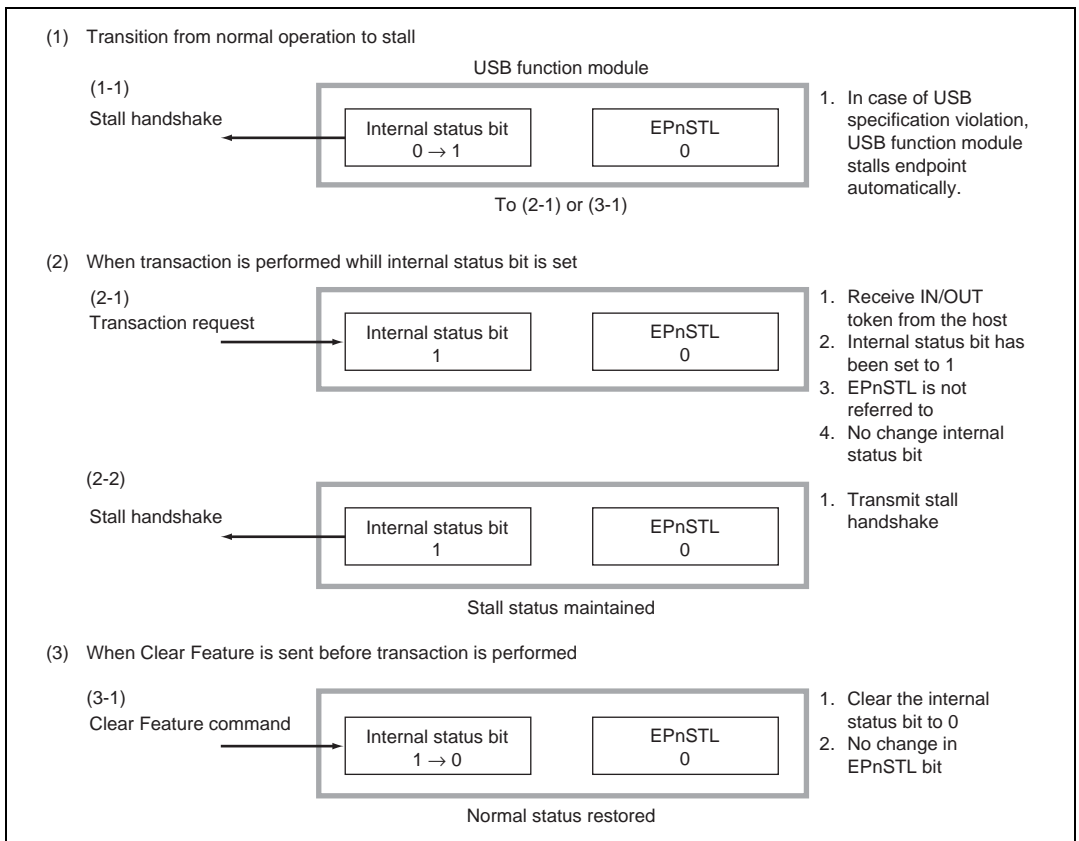 (1) Transition from normal operation to stall
USB function module
(1-1)
Stall handshake
Internal status bit
0 → 1
EPnSTL
0
1. In case of USB
specification violation,
USB function module
stalls endpoint
automatically.
To (2-1) or (3-1)
(2) When transaction is performed whill internal status bit is set
(2-1)
Transaction request
Internal status bit
1
EPnSTL
0
1. Receive IN/OUT
token from the host
2. Internal status bit has
been set to 1
3. EPnSTL is not
referred to
4. No change internal
status bit
(2-2)
Stall handshake
Internal status bit
1
EPnSTL
0
1. Transmit stall
handshake
Stall status maintained
(3) When Clear Feature is sent before transaction is performed
(3-1)
Clear Feature command
Internal status bit
1 → 0
EPnSTL
0
1. Clear the internal
status bit to 0
2. No change in
EPnSTL bit
Normal status restored